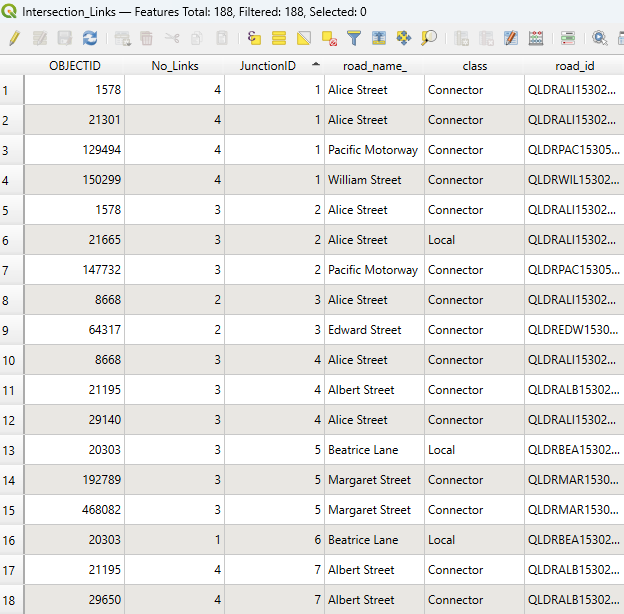 Intersection_Links — Features Total: 188, Filtered: 188, Selected: 0
OBJECTID No_Links JunctionID road_name_ class road_id
1 1578 4 1 Alice Street Connector QLDRALI15302...
2 21301 4 1 Alice Street Connector QLDRALI15302...
3 129494 4 1 Pacific Motorway Connector QLDRPAC15305...
4 150299 4 1 William Street Connector QLDRWIL15302...
5 1578 3 2 Alice Street Connector QLDRALI15302...
6 21665 3 2 Alice Street Local QLDRALI15302...
7 147732 3 2 Pacific Motorway Connector QLDRPAC15305...
8 8668 2 3 Alice Street Connector QLDRALI15302...
9 64317 2 3 Edward Street Connector QLDREDW1530...
10 8668 3 4 Alice Street Connector QLDRALI15302...
11 21195 3 4 Albert Street Connector QLDRALB15302...
12 29140 3 4 Alice Street Connector QLDRALI15302...
13 20303 3 5 Beatrice Lane Local QLDRBEA15302...
14 192789 3 5 Margaret Street Connector QLDRMAR1530...
15 468082 3 5 Margaret Street Connector QLDRMAR1530...
16 20303 1 6 Beatrice Lane Local QLDRBEA15302...
17 21195 4 7 Albert Street Connector QLDRALB15302...
18 29650 4 7 Albert Street Connector QLDRALB15302...